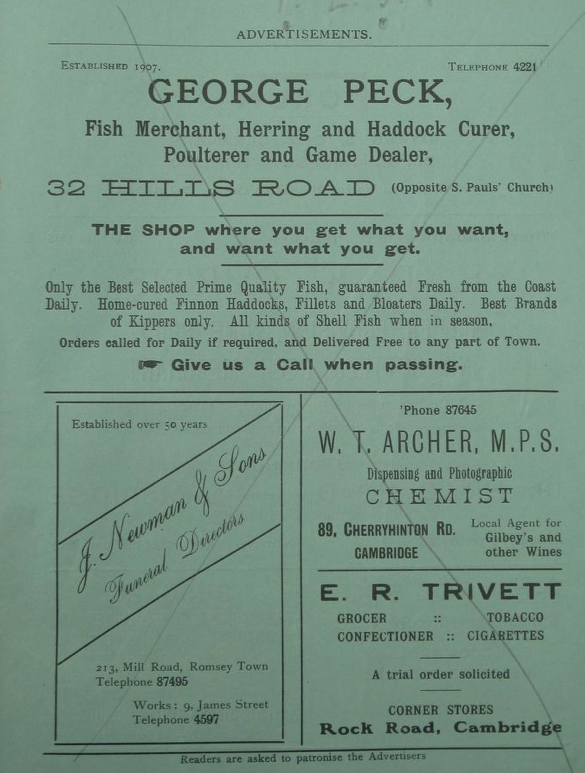 ADVERTISEMENTS.
ESTABLISHED 1907.
TELEPHONE 4221
GEORGE PECK,
Fish Merchant, Herring and Haddock Curer,
Poulterer and Game Dealer,
32 HILLS ROAD (Opposite S. Pauls' Church)
THE SHOP where you get what you want,
and want what you get.
Only the Best Selected Prime Quality Fish, guaranteed Fresh from the Coast
Daily. Home-cured Finnon Haddocks, Fillets and Bloaters Daily. Best Brands
of Kippers only. All kinds of Shell Fish when in season,
Orders called for Daily if required, and Delivered Free to any part of Town.
☛ Give us a Call when passing.
Established over 50 years
J. Newman & Sons
Funeral Directors
213, Mill Road, Romsey Town
Telephone 87495
Works: 9, James Street
Telephone 4597
'Phone 87645
W. T. ARCHER, M.P.S.
Dispensing and Photographic
CHEMIST
89, CHERRYHINTON RD.
CAMBRIDGE
Local Agent for
Gilbey's and
other Wines
E. R. TRIVETT
GROCER :: TOBACCO
CONFECTIONER :: CIGARETTES
A trial order solicited
CORNER STORES
Rock Road, Cambridge
Readers are asked to patronise the Advertisers